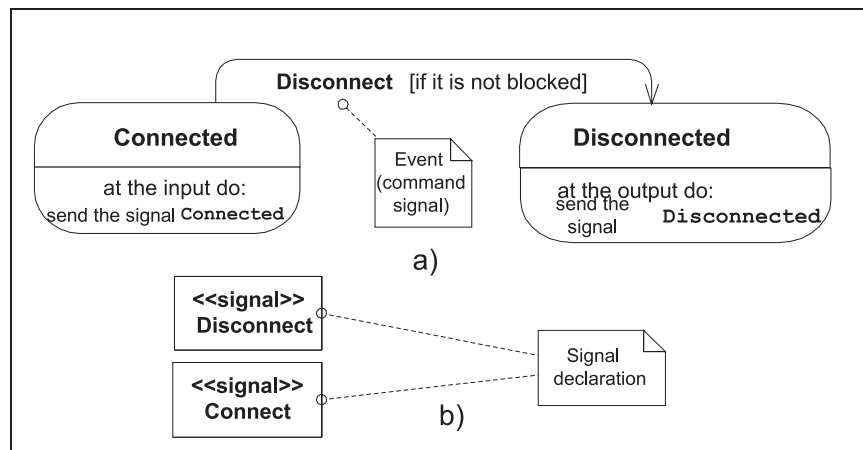 Disconnect [if it is not blocked]
Connected
at the input do:
send the signal Connected
Event
(command
signal)
Disconnected
at the output do:
send the
signal
Disconnected
a)
<<signal>>
Disconnect
<<signal>>
Connect
Signal
declaration
b)